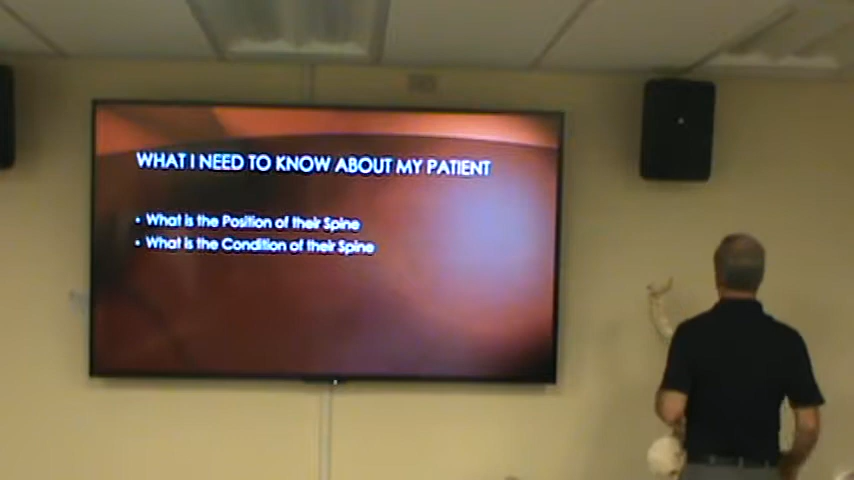 WHAT I NEED TO KNOW ABOUT MY PATIENT
• What is the Position of their Spine
• What is the Condition of their Spine